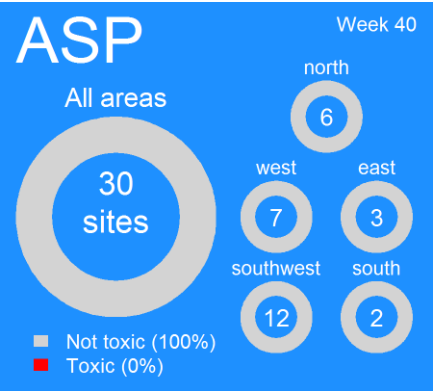 ASP
Week 40
All areas
30
sites
north
6
west
7
east
3
southwest
12
south
2
Not toxic (100%)
Toxic (0%)